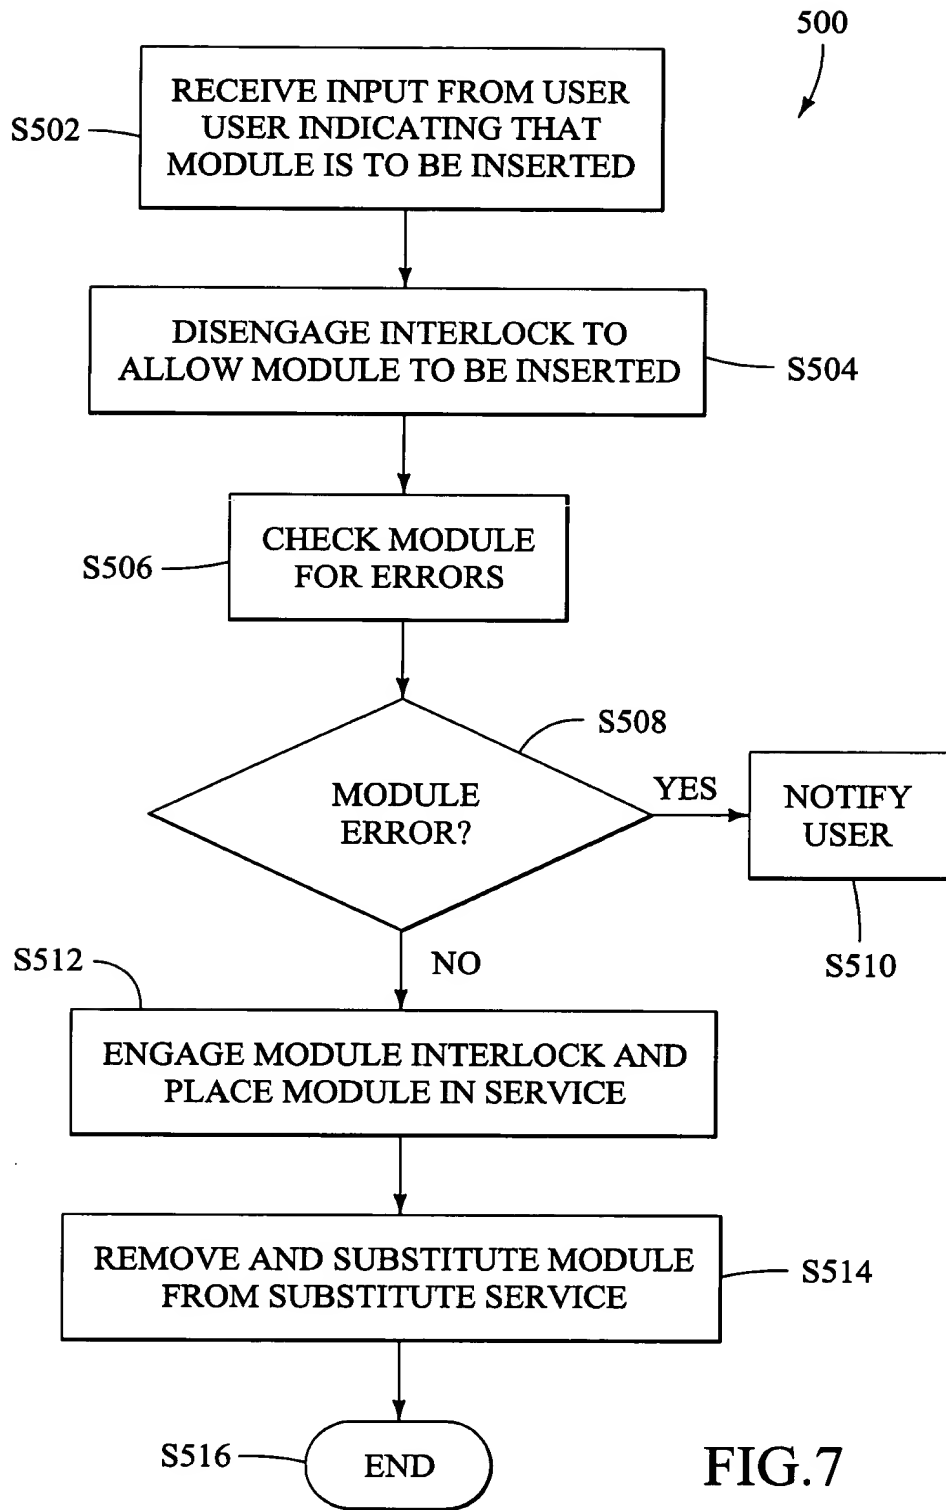 500
RECEIVE INPUT FROM USER
USER INDICATING THAT
MODULE IS TO BE INSERTED
S502
DISENGAGE INTERLOCK TO
ALLOW MODULE TO BE INSERTED
S504
CHECK MODULE
FOR ERRORS
S506
S508
MODULE
ERROR?
YES
NOTIFY
USER
S510
NO
S512
ENGAGE MODULE INTERLOCK AND
PLACE MODULE IN SERVICE
REMOVE AND SUBSTITUTE MODULE
FROM SUBSTITUTE SERVICE
S514
S516
END
FIG.7